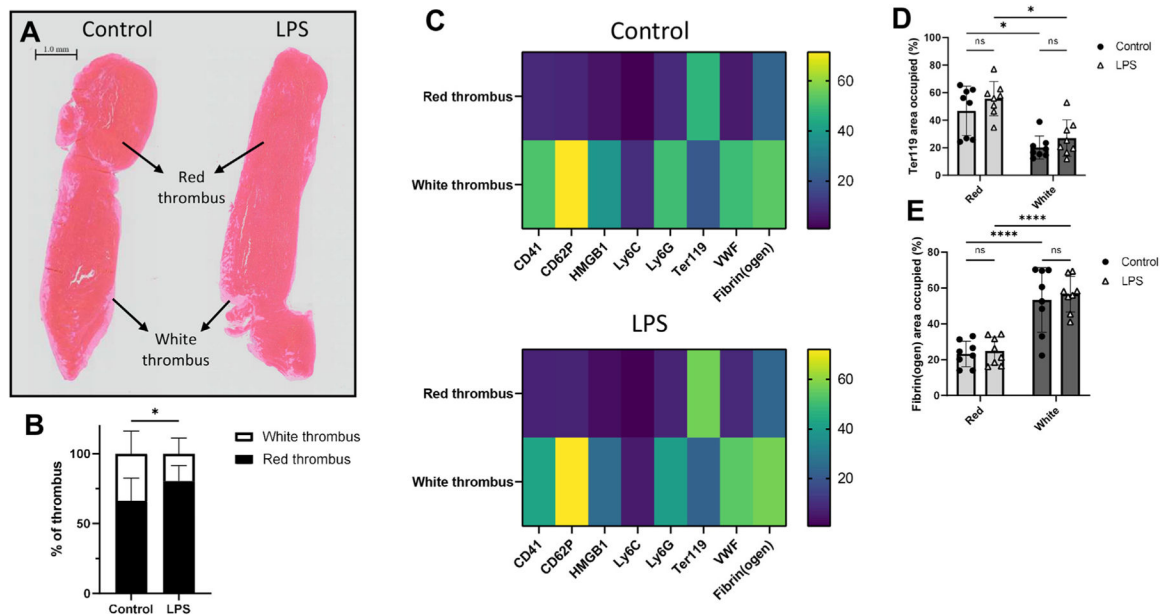 A
Control
LPS
1.0 mm
Red
thrombus
White
thrombus
B
*
% of thrombus
100
50
0
Control
LPS
White thrombus
Red thrombus
C
Control
Red thrombus
White thrombus
60
40
20
CD41
CD62P
HMGB1
Ly6C
Ly6G
Ter119
VWF
Fibrin(ogen)
LPS
Red thrombus
White thrombus
60
40
20
CD41
CD62P
HMGB1
Ly6C
Ly6G
Ter119
VWF
Fibrin(ogen)
D
*
*
ns
ns
Ter119 area occupied (%)
100
80
60
40
20
0
Red
White
Control
LPS
E
****
****
ns
ns
Fibrin(ogen) area occupied (%)
80
60
40
20
0
Red
White
Control
LPS